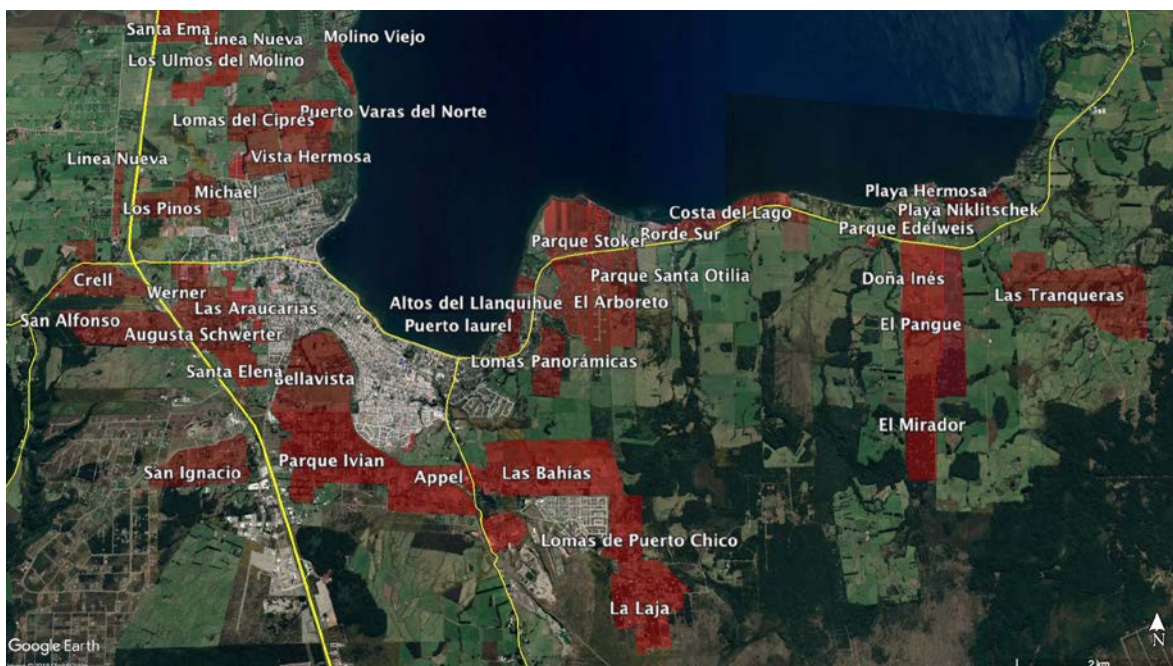 Santa Ema
Línea Nueva
Molino Viejo
Los Ulmos del Molino
Puerto Varas del Norte
Lomas del Ciprés
Línea Nueva
Vista Hermosa
Michael
Los Pinos
Playa Hermosa
Costa del Lago
Playa Niklitschek
Borde Sur
Parque Edelweis
Parque Stoker
Parque Santa Otilia
Crell
Doña Inés
Werner
Las Araucarias
Altos del Llanquihue
El Arboreto
Las Tranqueras
San Alfonso
Augusta Schwerter
Puerto laurel
El Pangue
Santa Elena
Lomas Panorámicas
Bellavista
El Mirador
San Ignacio
Parque Ivian
Appel
Las Bahías
Lomas de Puerto Chico
La Laja
Google Earth
N
2 km